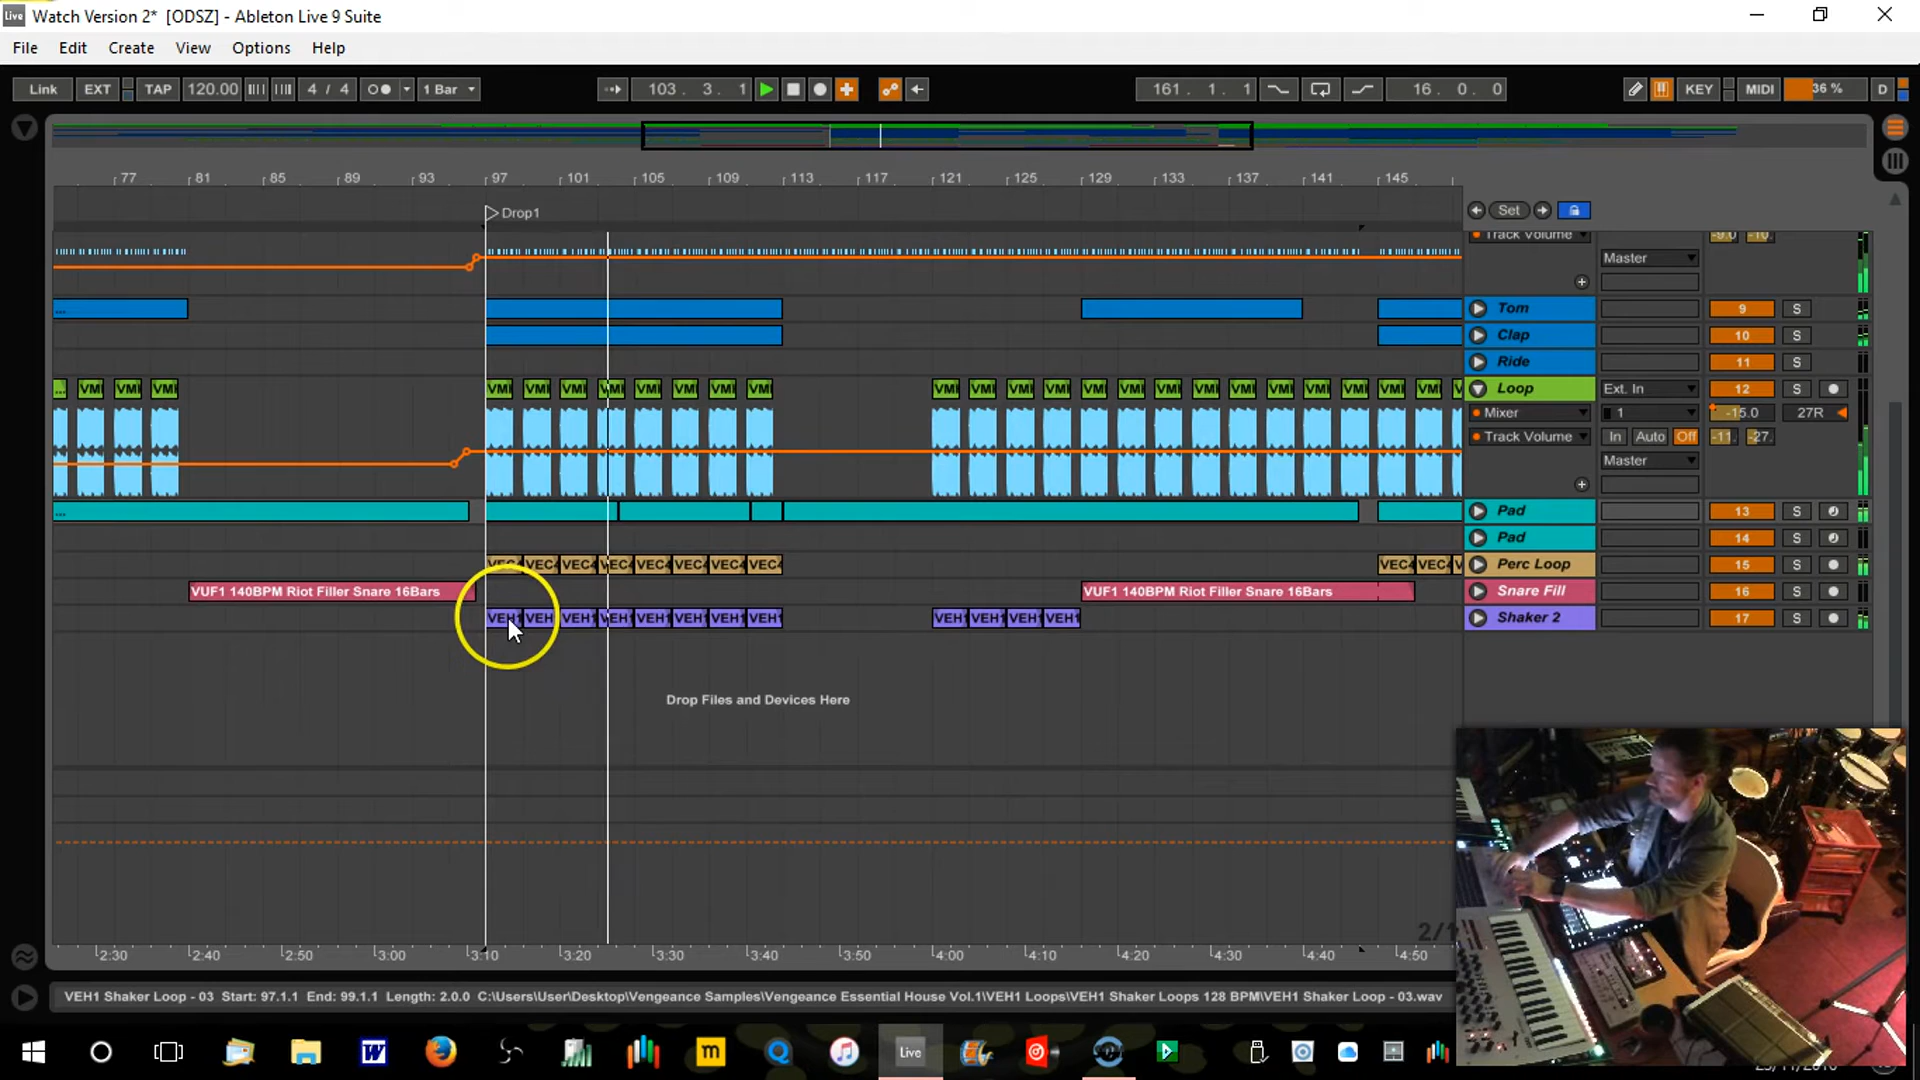 Live Watch Version 2* [ODSZ] - Ableton Live 9 Suite
File Edit Create View Options Help
Link EXT TAP 120.00 4 / 4 1 Bar 103. 3. 1 161. 1. 1 16. 0. 0 KEY MIDI 36 % D
77 81 85 89 93 97 101 105 109 113 117 121 125 129 133 137 141 145
Drop1
Set
Track Volume -9.0 -10.
Master
Tom 9 S
Clap 10 S
Ride 11 S
Loop Ext. In 12 S
Mixer 1 -15.0 27R
Track Volume In Auto Off -11. -27.
Master
Pad 13 S
Pad 14 S
Perc Loop 15 S
VUF1 140BPM Riot Filler Snare 16Bars VUF1 140BPM Riot Filler Snare 16Bars Snare Fill 16 S
Shaker 2 17 S
Drop Files and Devices Here
2:30 2:40 2:50 3:00 3:10 3:20 3:30 3:40 3:50 4:00 4:10 4:20 4:30 4:40 4:50
VEH1 Shaker Loop - 03 Start: 97.1.1 End: 99.1.1 Length: 2.0.0 C:\Users\User\Desktop\Vengeance Samples\Vengeance Essential House Vol.1\VEH1 Loops\VEH1 Shaker Loops 128 BPM\VEH1 Shaker Loop - 03.wav
Live